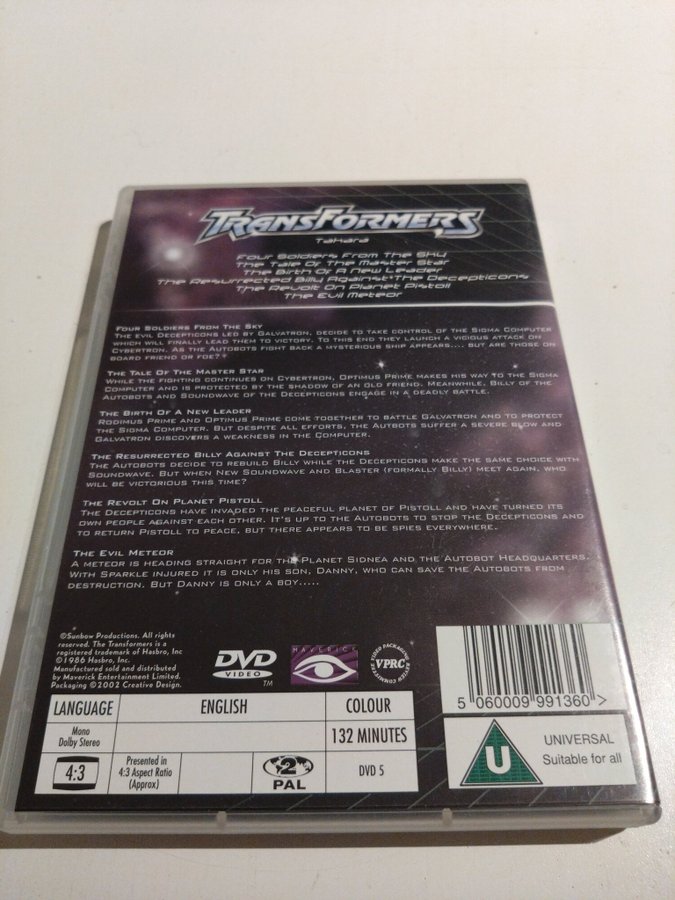 TRANSFORMERS
Takara
Four Soldiers From The Sky
The Tale Of The Master Star
The Birth Of A New Leader
The Resurrected Billy Against The Decepticons
The Revolt On Planet Pistoll
The Evil Meteor
Four Soldiers From The Sky
The evil Decepticons led by Galvatron, decide to take control of the Sigma Computer
which will finally lead them to victory. To this end they launch a vicious attack on
Cybertron. As the Autobots fight back a mysterious ship appears.... but are those on
board friend or foe?
The Tale Of The Master Star
While the fighting continues on Cybertron, Optimus Prime makes his way to the Sigma
Computer and is protected by the shadow of an old friend. Meanwhile, Billy of the
Autobots and Soundwave of the Decepticons engage in a deadly battle.
The Birth Of A New Leader
Rodimus Prime and Optimus Prime come together to battle Galvatron and to protect
the Sigma Computer. But despite all efforts, the Autbots suffer a severe blow and
Galvatron discovers a weakness in the Computer.
The Resurrected Billy Against The Decepticons
The Autobots decide to rebuild Billy while the Decepticons make the same choice with
Soundwave. But when New Soundwave and Blaster (formally Billy) meet again, who
will be victorious this time?
The Revolt On Planet Pistoll
The Decepticons have invaded the peaceful planet of Pistoll and have turned its
own people against each other. It's up to the Autobots to stop the Decepticons and
to return Pistoll to peace, but there appears to be spies everywhere.
The Evil Meteor
A meteor is heading straight for the Planet Sidnea and the Autobot Headquarters.
With Sparkle injured it is only his son, Danny, who can save the Autobots from
destruction. But Danny is only a boy.....
©Sunbow Productions. All rights
reserved. The Transformers is a
registered trademark of Hasbro, Inc
©1986 Hasbro, Inc.
Manufactured sold and distributed
by Maverick Entertainment Limited.
Packaging ©2002 Creative Design.
DVD
VIDEO
TM
MAVERICK
VIDEO PACKAGING REVIEW COMMITTEE
VPRC
5 060009 991360 >
LANGUAGE
ENGLISH
COLOUR
Mono
Dolby Stereo
132 MINUTES
4:3
Presented in
4:3 Aspect Ratio
(Approx)
2
PAL
DVD 5
U
UNIVERSAL
Suitable for all